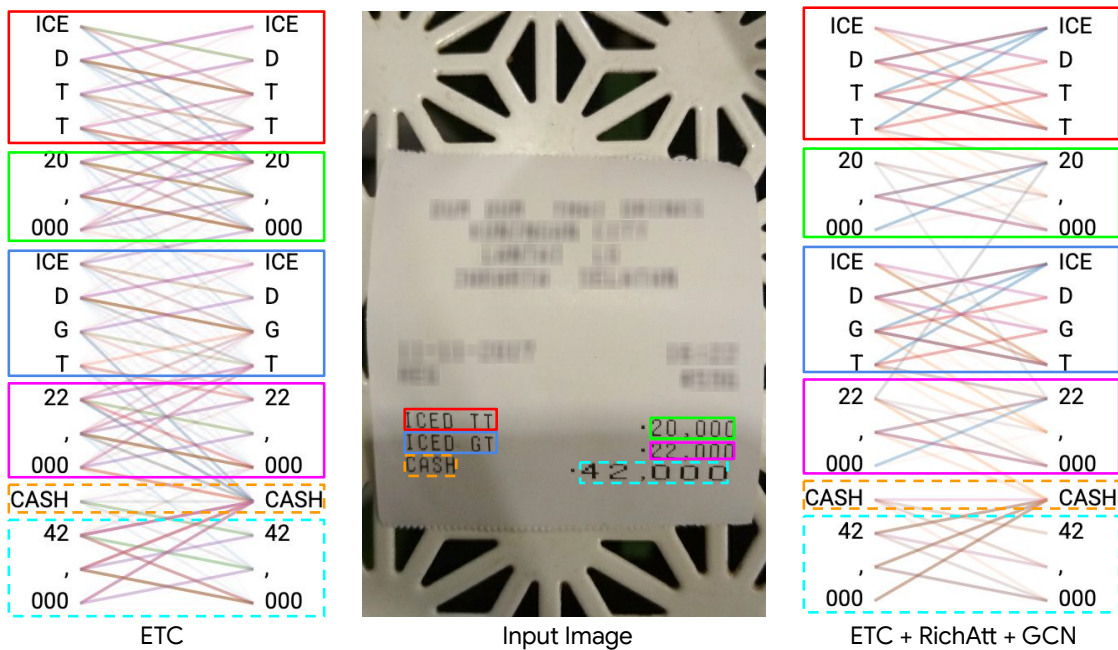 ICE ICE
D D
T T
T T
20 20
, ,
000 000
ICE ICE
D D
G G
T T
22 22
, ,
000 000
CASH CASH
42 42
, ,
000 000
ETC
ICED TT .20,000
ICED GT .22,000
CASH .42,000
Input Image
ICE ICE
D D
T T
T T
20 20
, ,
000 000
ICE ICE
D D
G G
T T
22 22
, ,
000 000
CASH CASH
42 42
, ,
000 000
ETC + RichAtt + GCN